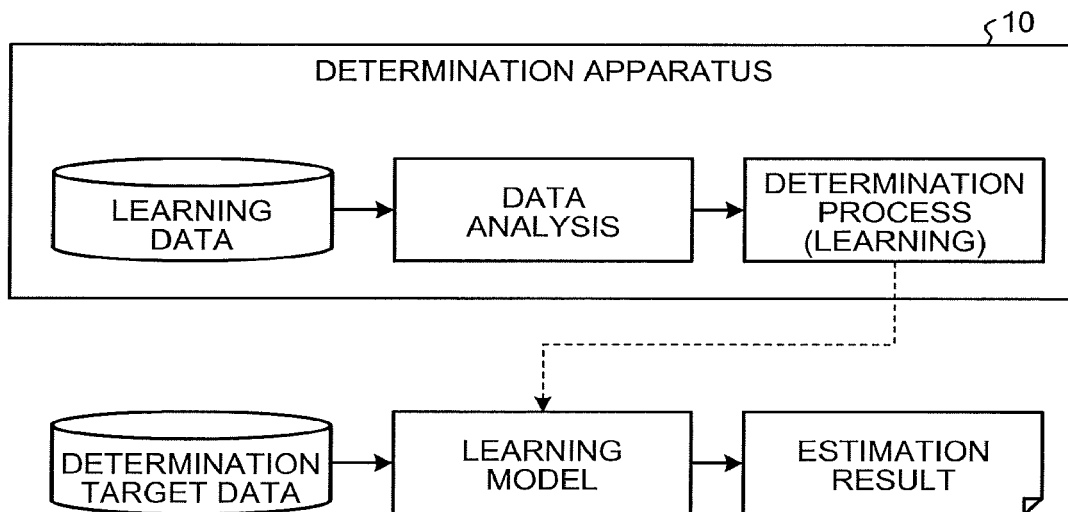 10
DETERMINATION APPARATUS
LEARNING
DATA
DATA
ANALYSIS
DETERMINATION
PROCESS
(LEARNING)
DETERMINATION
TARGET DATA
LEARNING
MODEL
ESTIMATION
RESULT